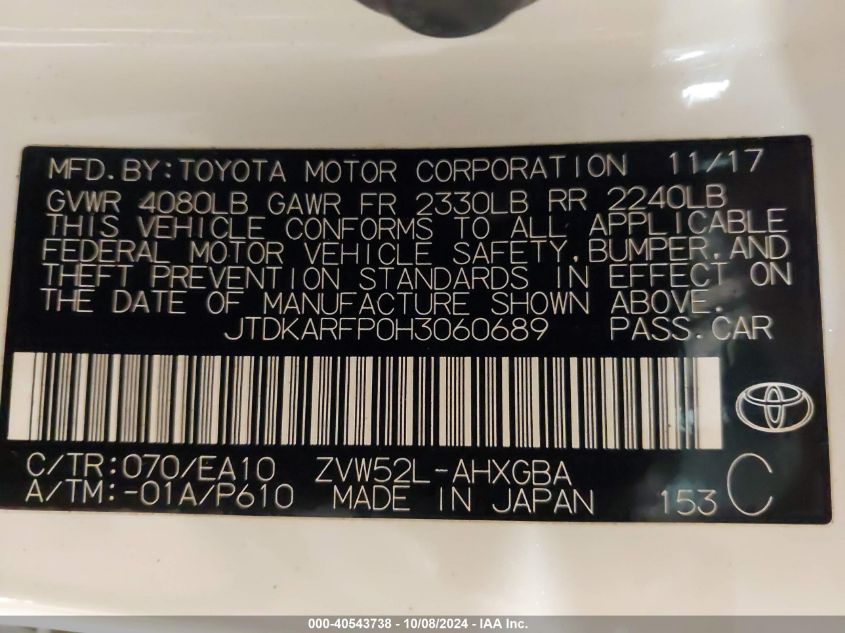 MFD.BY:TOYOTA MOTOR CORPORATION 11/17
GVWR 4080LB GAWR FR 2330LB RR 2240LB
THIS VEHICLE CONFORMS TO ALL APPLICABLE
FEDERAL MOTOR VEHICLE SAFETY,BUMPER,AND
THEFT PREVENTION STANDARDS IN EFFECT ON
THE DATE OF MANUFACTURE SHOWN ABOVE.
JTDKARFP0H3060689 PASS.CAR
C/TR:070/EA10 ZVW52L-AHXGBA C
A/TM:-01A/P610 MADE IN JAPAN 153
000-40543738 - 10/08/2024 - IAA Inc.